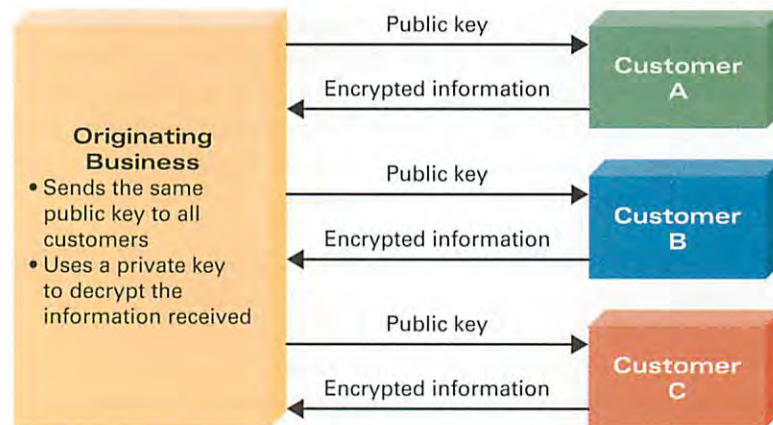 Public key
Customer
A
Encrypted information
Originating
Business
• Sends the same
public key to all
customers
• Uses a private key
to decrypt the
information received
Public key
Customer
B
Encrypted information
Public key
Customer
C
Encrypted information